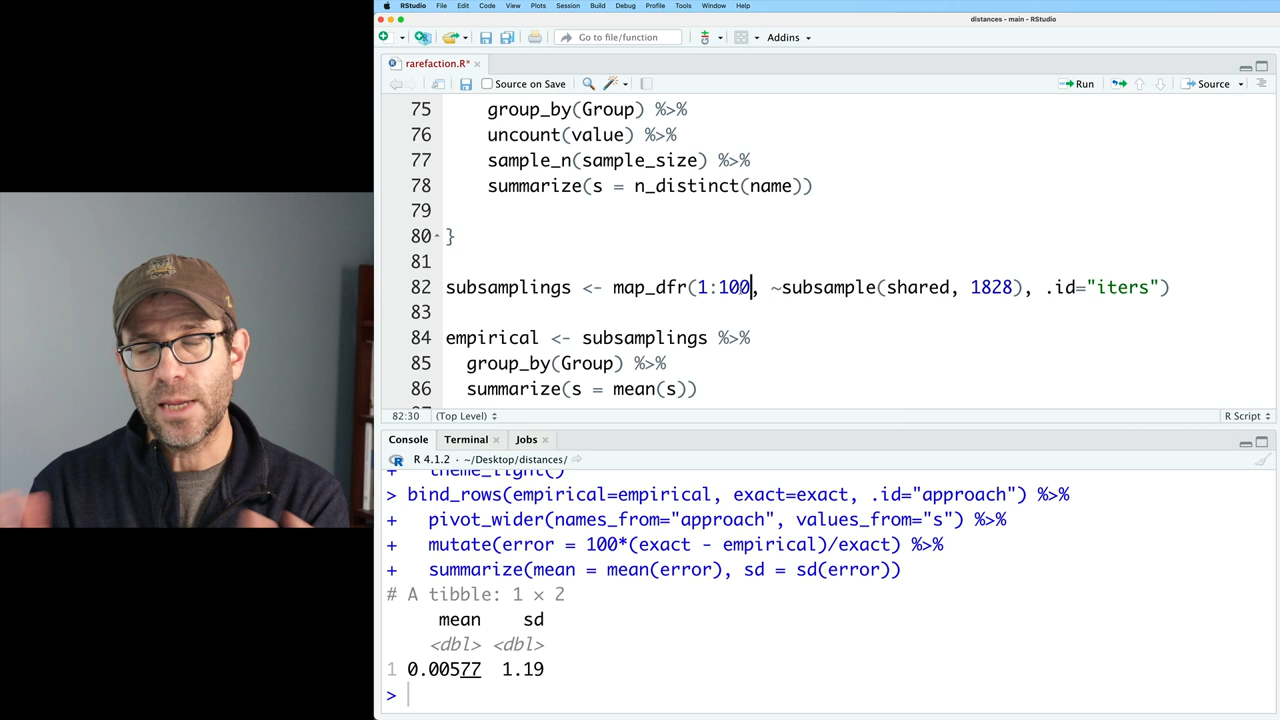 RStudio File Edit Code View Plots Session Build Debug Profile Tools Window Help
distances - main - RStudio
Go to file/function Addins
rarefaction.R*
Source on Save Run Source
75 group_by(Group) %>%
76 uncount(value) %>%
77 sample_n(sample_size) %>%
78 summarize(s = n_distinct(name))
79
80 }
81
82 subsamplings <- map_dfr(1:100, ~subsample(shared, 1828), .id="iters")
83
84 empirical <- subsamplings %>%
85 group_by(Group) %>%
86 summarize(s = mean(s))
82:30 (Top Level) R Script
Console Terminal Jobs
R 4.1.2 · ~/Desktop/distances/
+ theme_light()
> bind_rows(empirical=empirical, exact=exact, .id="approach") %>%
+ pivot_wider(names_from="approach", values_from="s") %>%
+ mutate(error = 100*(exact - empirical)/exact) %>%
+ summarize(mean = mean(error), sd = sd(error))
# A tibble: 1 × 2
mean sd
<dbl> <dbl>
1 0.00577 1.19
>